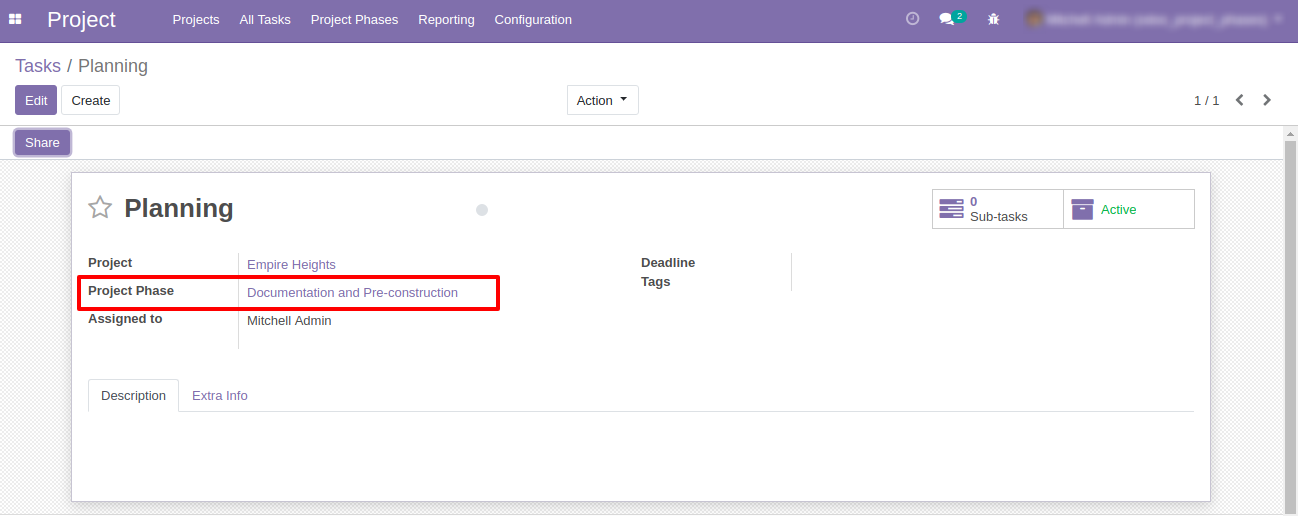 Project Projects All Tasks Project Phases Reporting Configuration 2
Tasks / Planning
Edit Create Action 1 / 1
Share
Planning
0
Sub-tasks
Active
Project Empire Heights
Project Phase Documentation and Pre-construction
Assigned to Mitchell Admin
Deadline
Tags
Description Extra Info